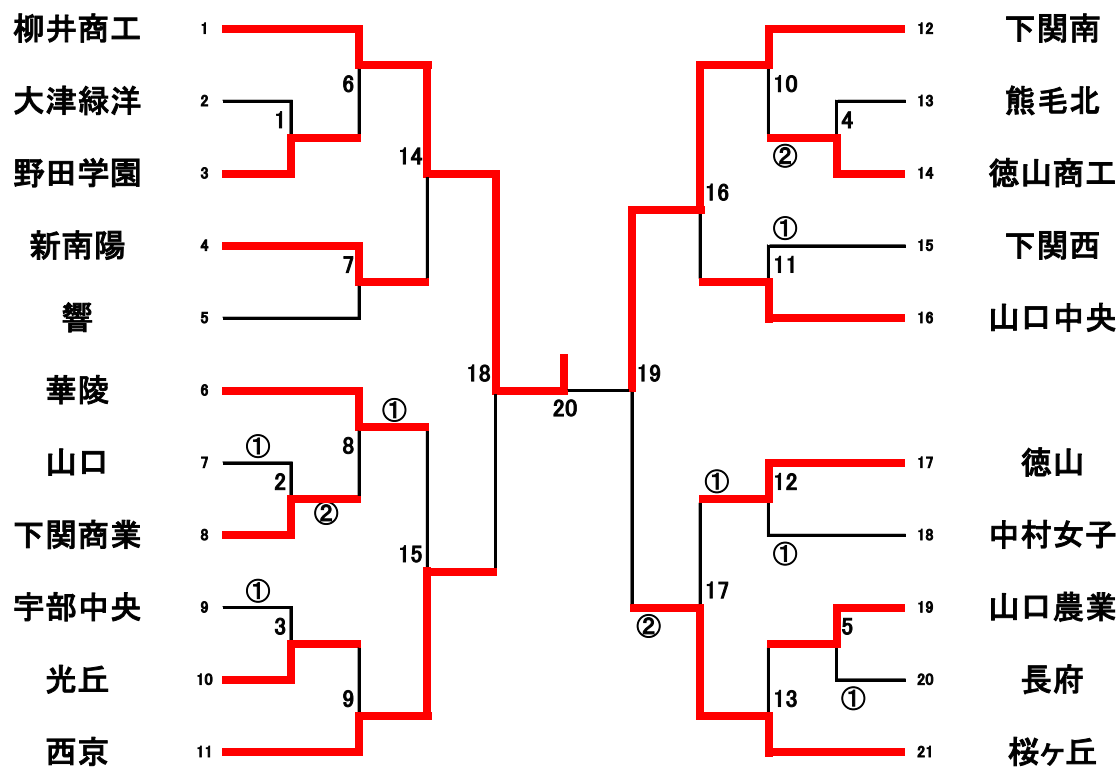 柳井商工 1 12 下関南
6 10
大津緑洋 2 13 熊毛北
1 4
14 ②
野田学園 3 14 徳山商工
16
①
新南陽 4 15 下関西
7 11
響 5 16 山口中央
18 19
華陵 6
① 20
① 8
山口 7 17 徳山
2 ① 12
②
下関商業 8 18 中村女子
15 ①
① 17
宇部中央 9 19 山口農業
3 ② 5
光丘 10 20 長府
9 13 ①
西京 11 21 桜ヶ丘